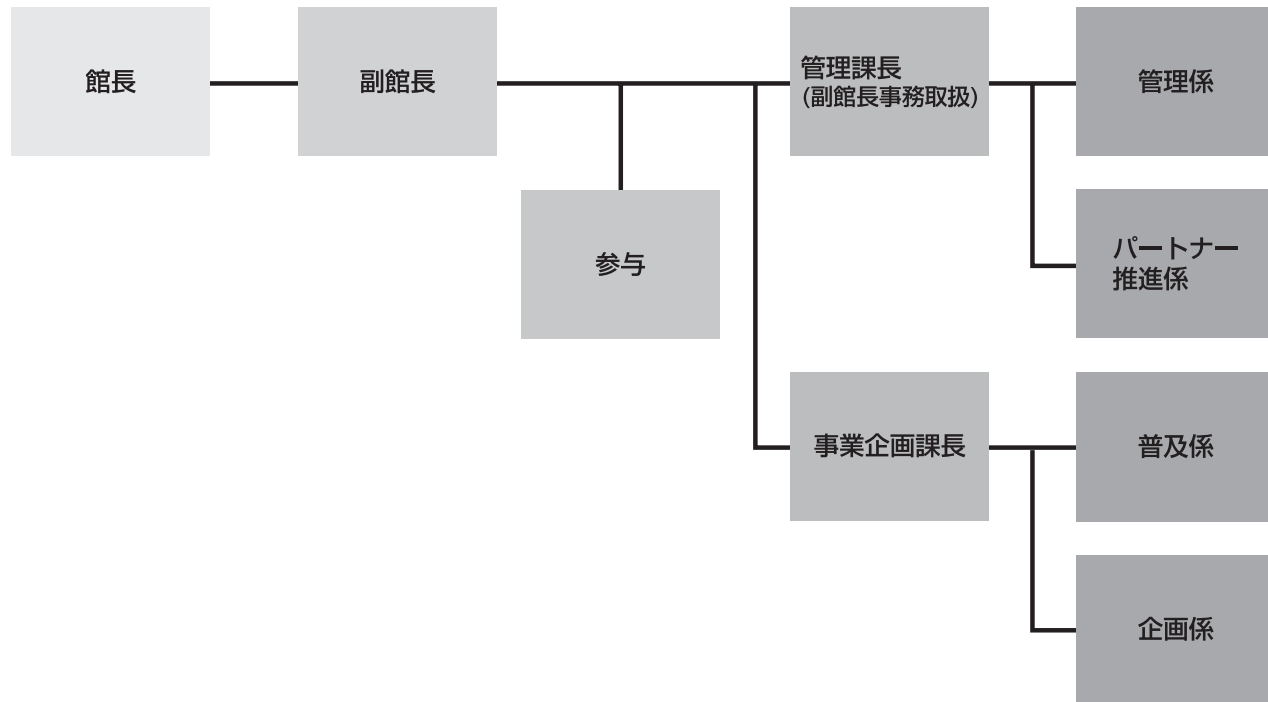 館長
副館長
管理課長
(副館長事務取扱)
管理係
参与
パートナー
推進係
事業企画課長
普及係
企画係